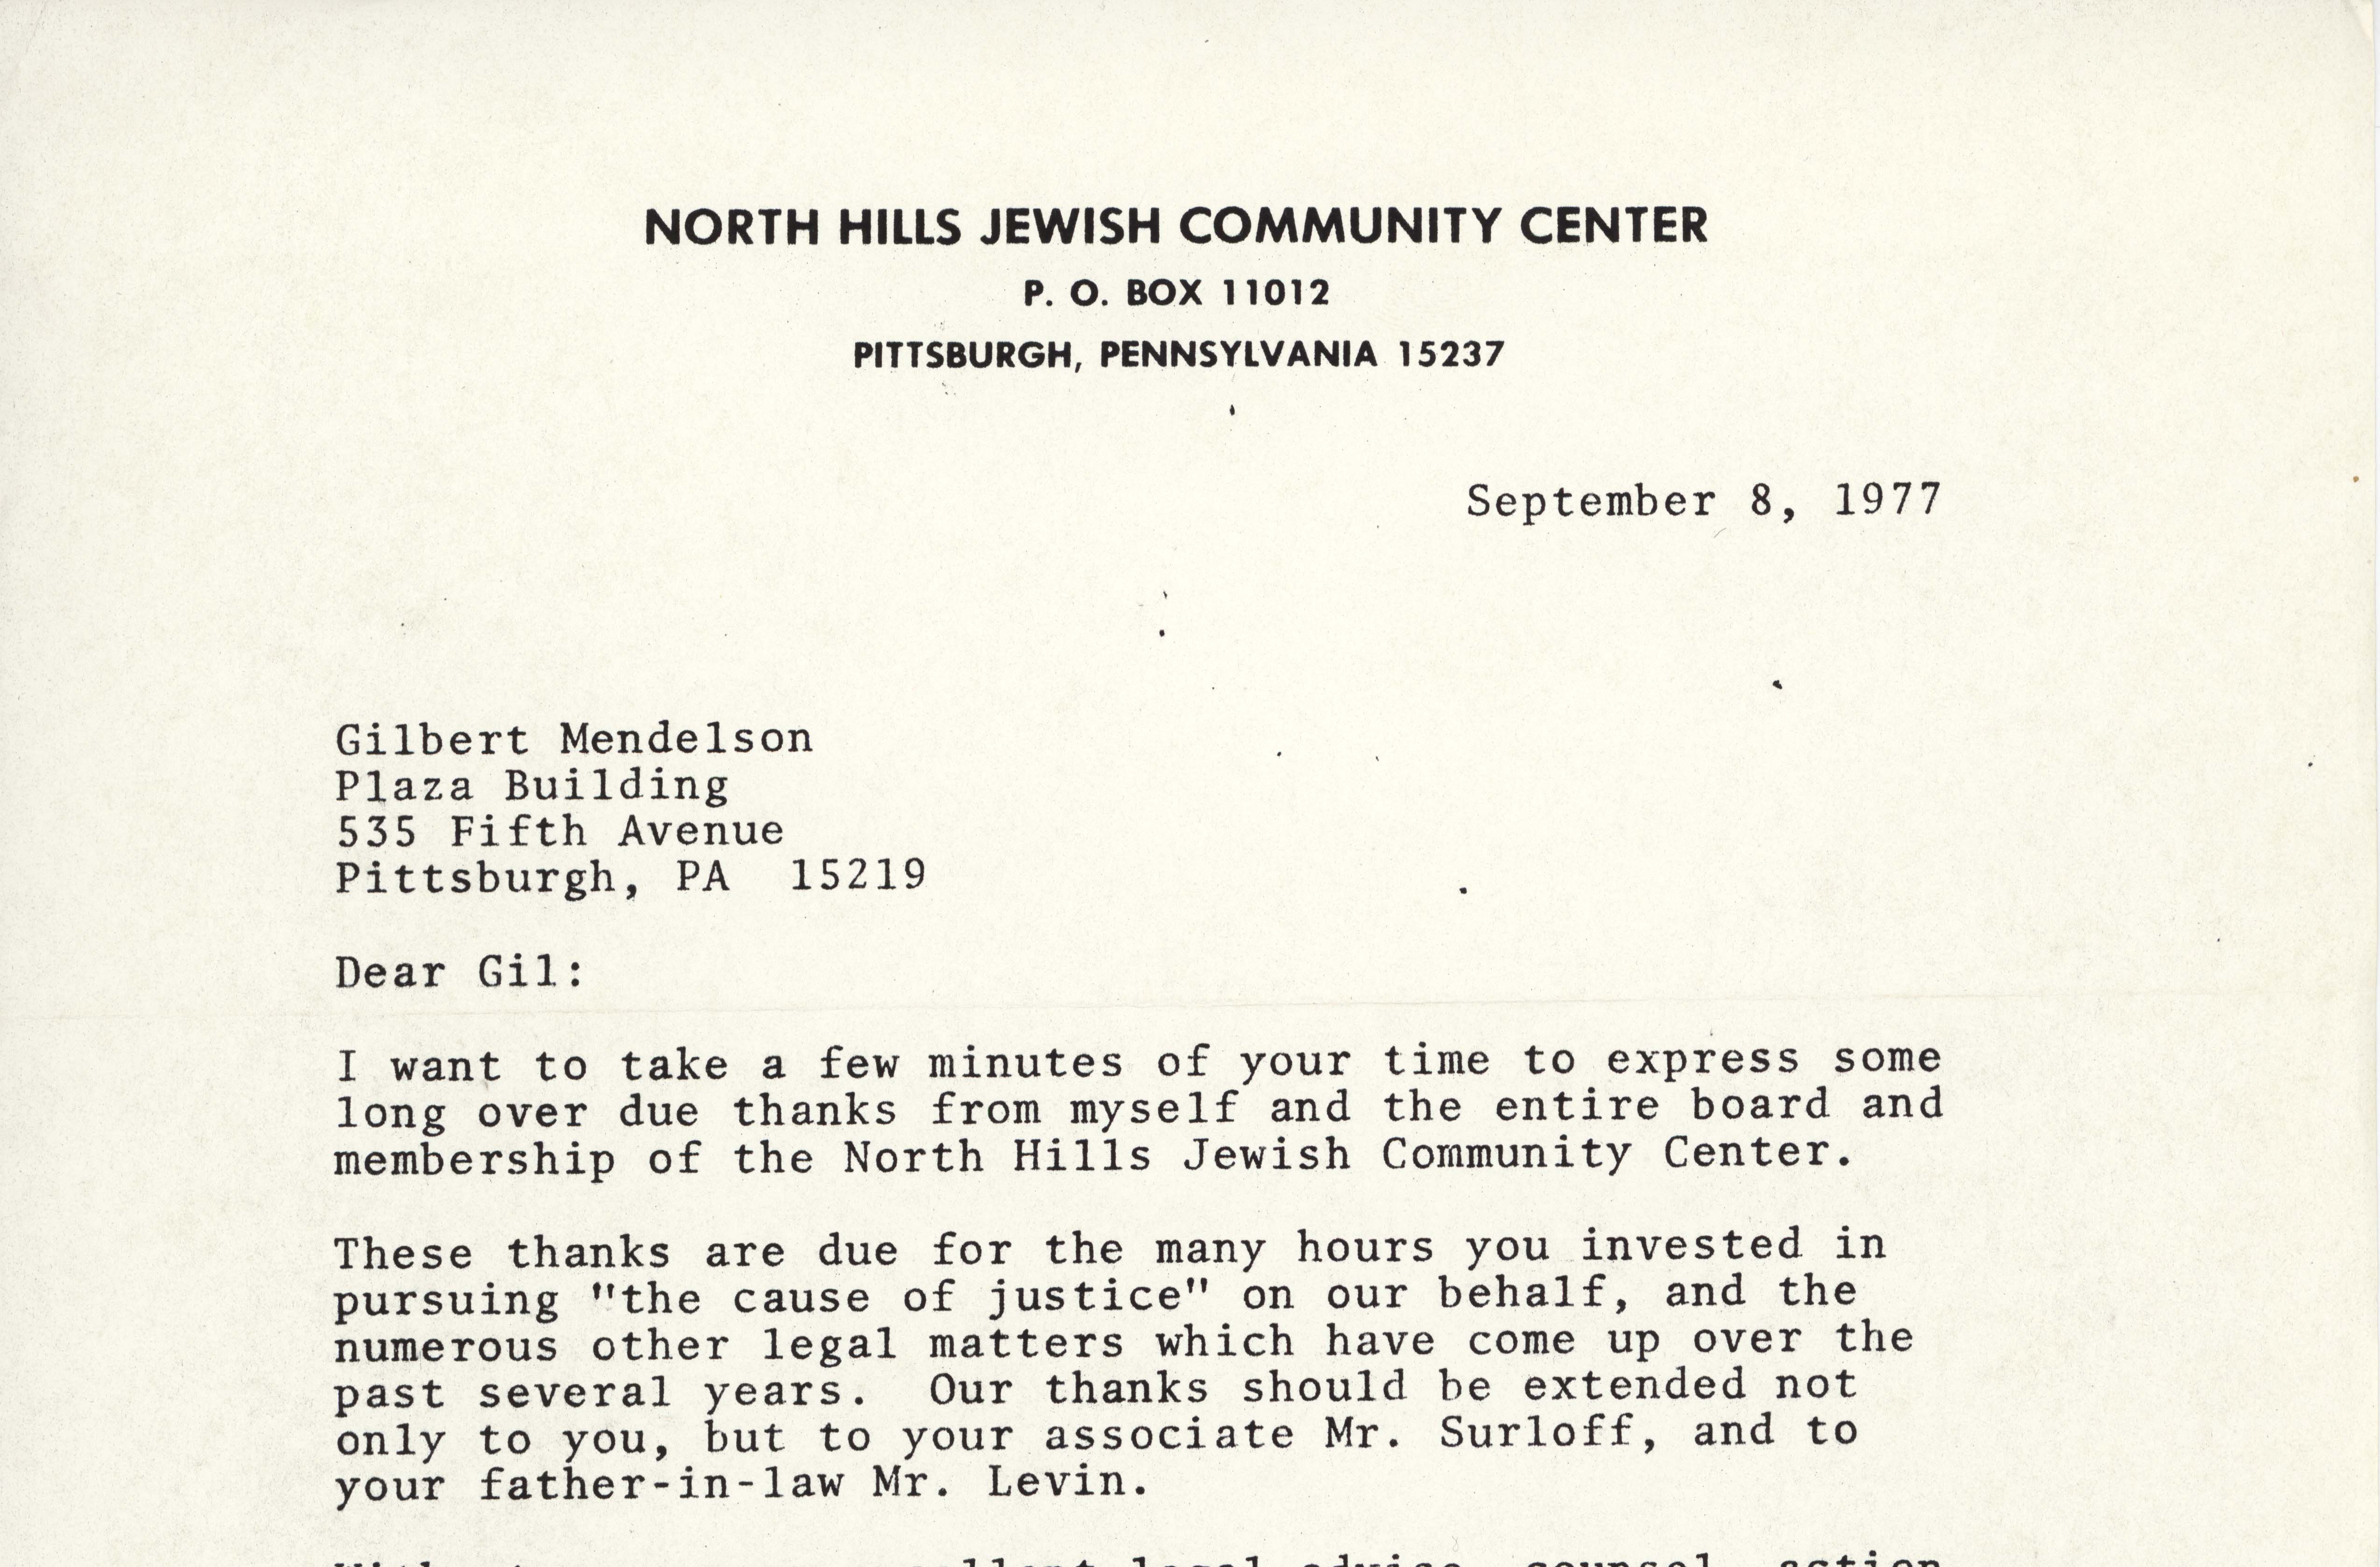 NORTH HILLS JEWISH COMMUNITY CENTER
P. O. BOX 11012
PITTSBURGH, PENNSYLVANIA 15237
September 8, 1977
Gilbert Mendelson
Plaza Building
535 Fifth Avenue
Pittsburgh, PA  15219
Dear Gil:
I want to take a few minutes of your time to express some
long over due thanks from myself and the entire board and
membership of the North Hills Jewish Community Center.
These thanks are due for the many hours you invested in
pursuing "the cause of justice" on our behalf, and the
numerous other legal matters which have come up over the
past several years.  Our thanks should be extended not
only to you, but to your associate Mr. Surloff, and to
your father-in-law Mr. Levin.
legal advise, counsel, action